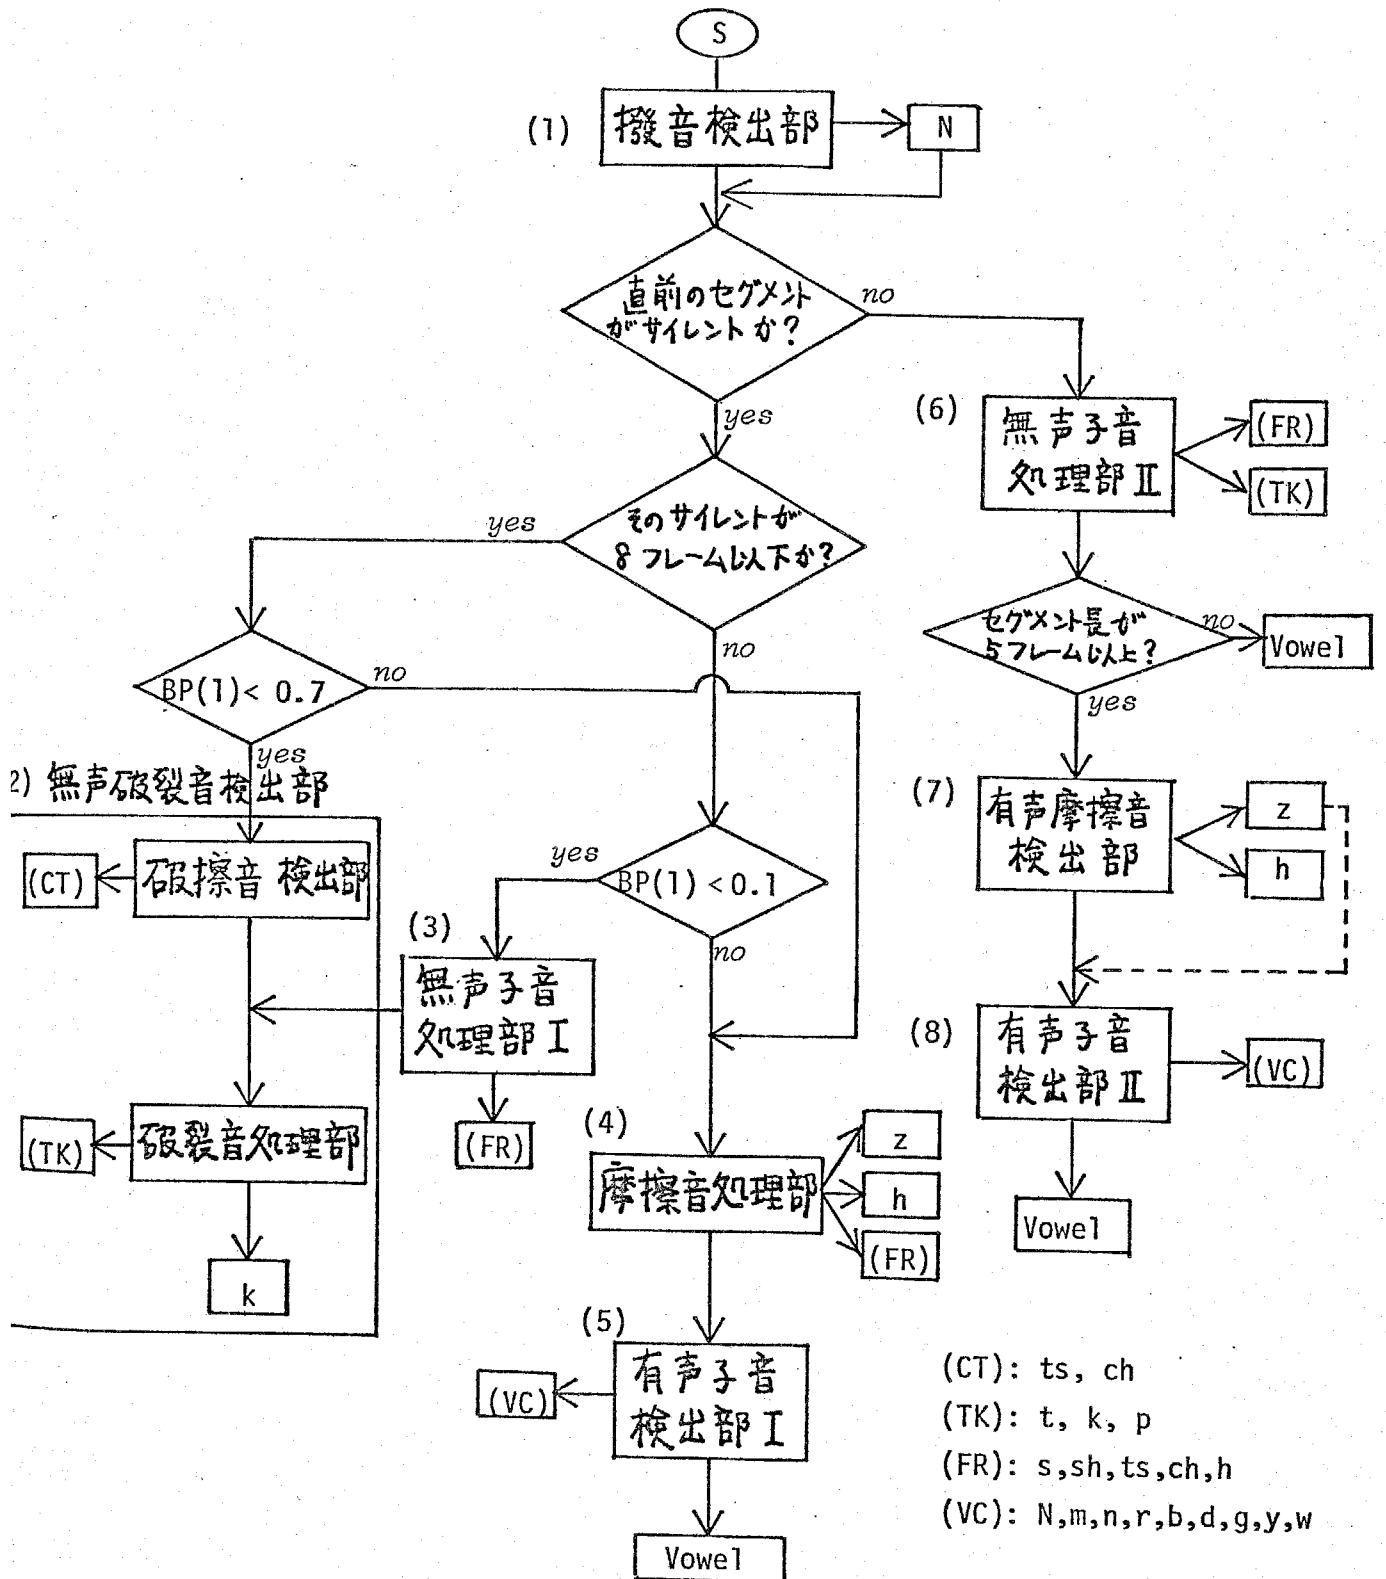 S
(1)
撥音検出部
N
直前のセグメント
がサイレントか?
no
yes
(6)
無声子音
処理部Ⅱ
(FR)
(TK)
そのサイレントが
8フレーム以下か?
yes
no
セグメント長が
5フレーム以上?
no
Vowel
yes
BP(1)< 0.7
no
yes
2) 無声破裂音検出部
(CT)
破擦音検出部
BP(1)<0.1
yes
no
(3)
無声子音
処理部Ⅰ
(FR)
(7)
有声摩擦音
検出部
z
h
(8)
有声子音
検出部Ⅱ
(VC)
Vowel
(TK)
破裂音処理部
k
(4)
摩擦音処理部
z
h
(FR)
(5)
有声子音
検出部Ⅰ
(VC)
Vowel
(CT): ts, ch
(TK): t, k, p
(FR): s,sh,ts,ch,h
(VC): N,m,n,r,b,d,g,y,w